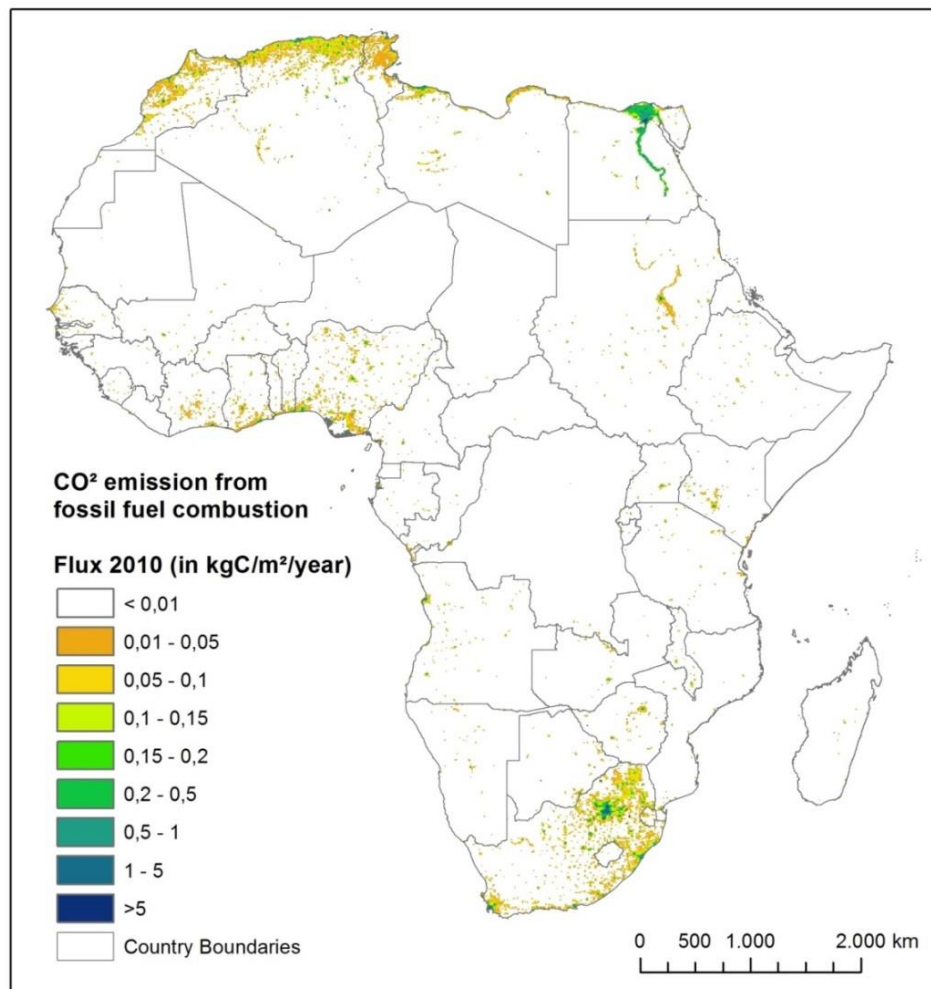 CO² emission from
fossil fuel combustion
Flux 2010 (in kgC/m²/year)
< 0,01
0,01 - 0,05
0,05 - 0,1
0,1 - 0,15
0,15 - 0,2
0,2 - 0,5
0,5 - 1
1 - 5
>5
Country Boundaries
0 500 1.000 2.000 km